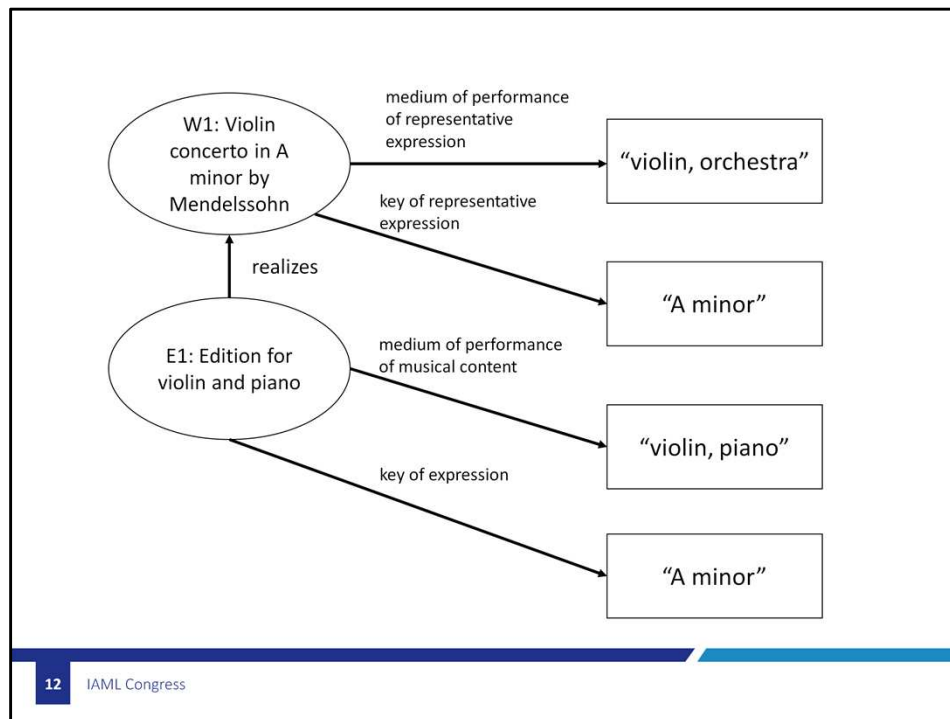 W1: Violin
concerto in A
minor by
Mendelssohn
medium of performance
of representative
expression
“violin, orchestra”
key of representative
expression
“A minor”
realizes
E1: Edition for
violin and piano
medium of performance
of musical content
“violin, piano”
key of expression
“A minor”
12
IAML Congress